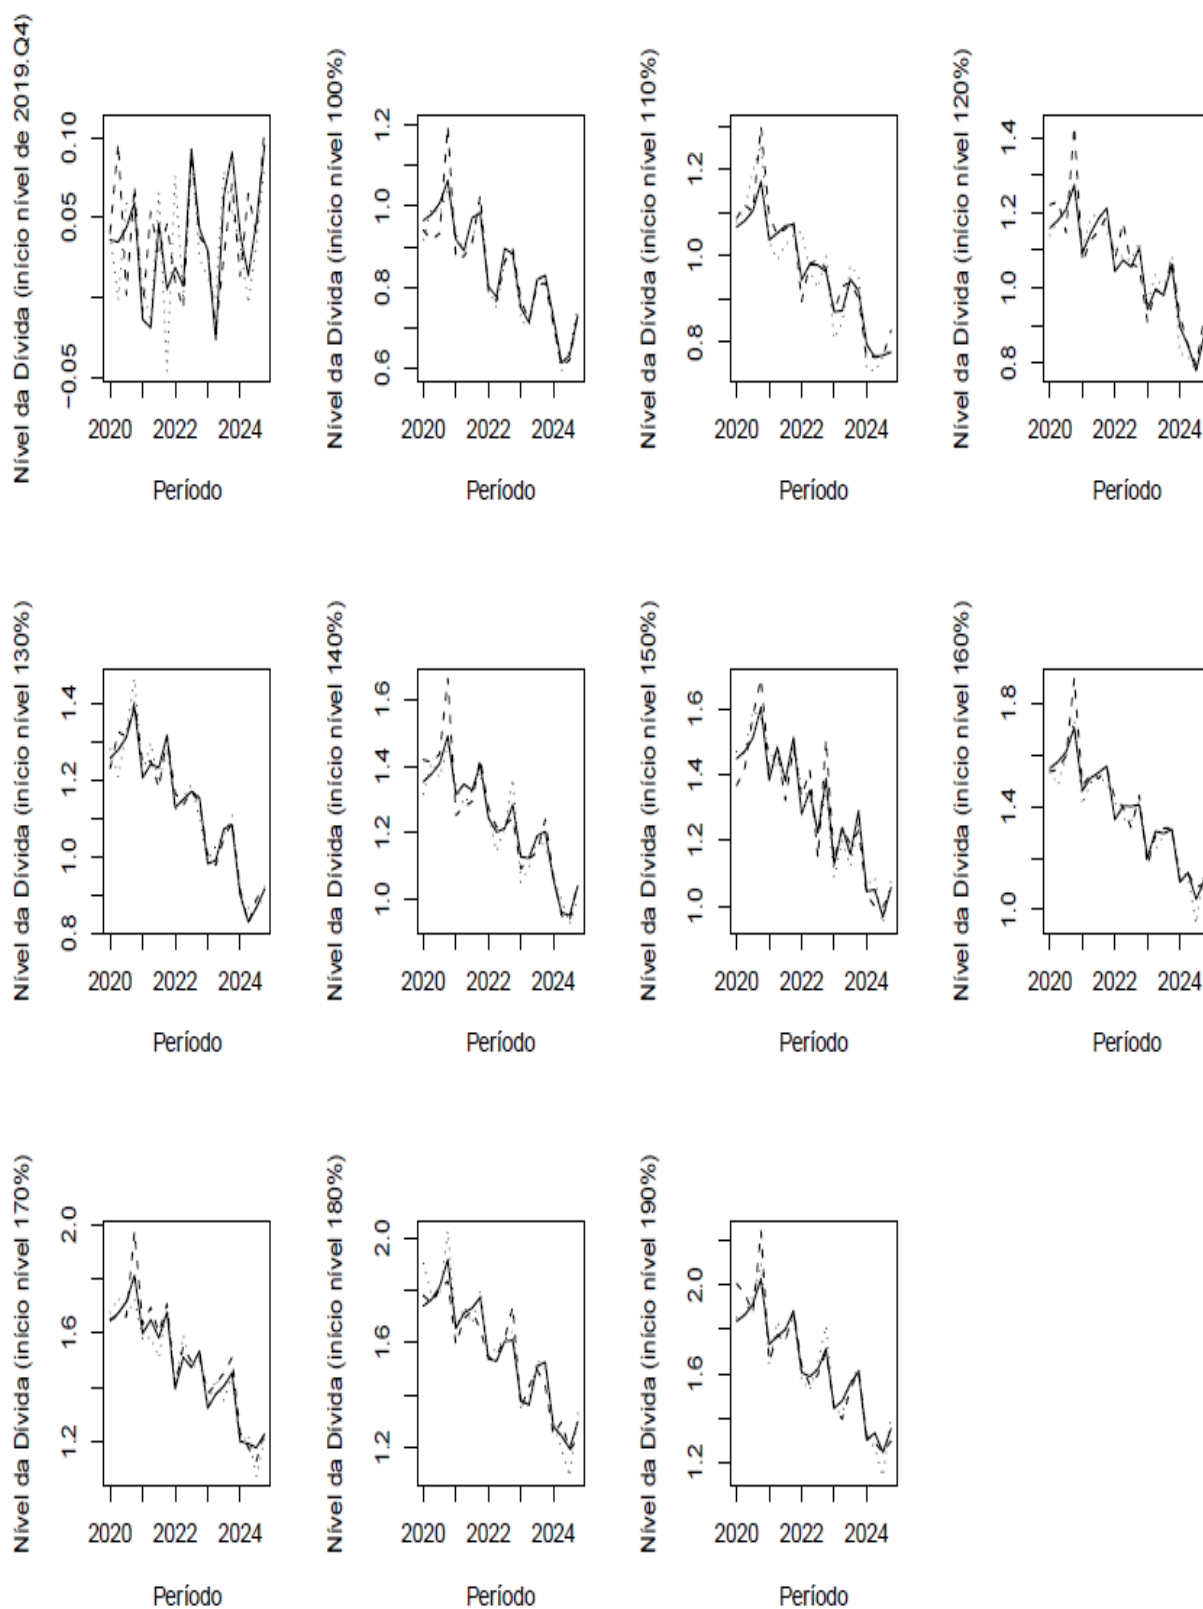 Nível da Dívida (início nível de 2019.Q4)
−0.05 0.05 0.10
2020 2022 2024
Período
Nível da Dívida (início nível 100%)
0.6 0.8 1.0 1.2
2020 2022 2024
Período
Nível da Dívida (início nível 110%)
0.8 1.0 1.2
2020 2022 2024
Período
Nível da Dívida (início nível 120%)
0.8 1.0 1.2 1.4
2020 2022 2024
Período
Nível da Dívida (início nível 130%)
0.8 1.0 1.2 1.4
2020 2022 2024
Período
Nível da Dívida (início nível 140%)
1.0 1.2 1.4 1.6
2020 2022 2024
Período
Nível da Dívida (início nível 150%)
1.0 1.2 1.4 1.6
2020 2022 2024
Período
Nível da Dívida (início nível 160%)
1.0 1.4 1.8
2020 2022 2024
Período
Nível da Dívida (início nível 170%)
1.2 1.6 2.0
2020 2022 2024
Período
Nível da Dívida (início nível 180%)
1.2 1.6 2.0
2020 2022 2024
Período
Nível da Dívida (início nível 190%)
1.2 1.6 2.0
2020 2022 2024
Período